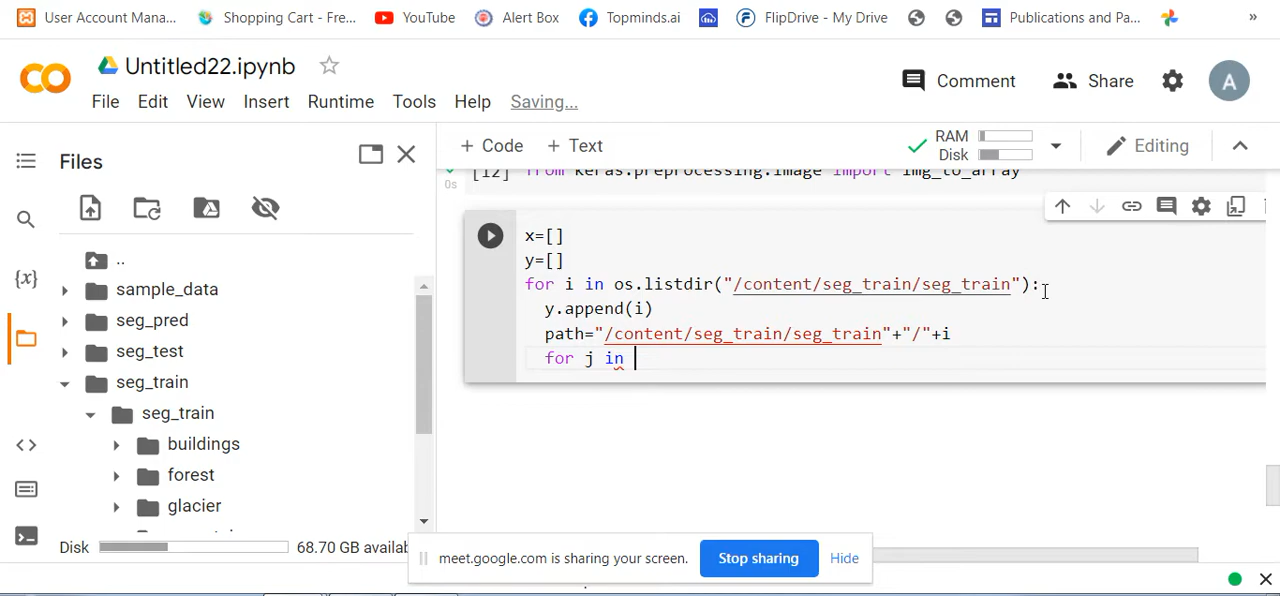 User Account Mana... Shopping Cart - Fre... YouTube Alert Box Topminds.ai FlipDrive - My Drive Publications and Pa... »
Untitled22.ipynb
Comment Share A
File Edit View Insert Runtime Tools Help Saving...
Files
+ Code + Text
RAM
Disk
Editing
[12] from keras.preprocessing.image import img_to_array
0s
..
sample_data
seg_pred
seg_test
seg_train
seg_train
buildings
forest
glacier
{x}
x=[]
y=[]
for i in os.listdir("/content/seg_train/seg_train"):
y.append(i)
path="/content/seg_train/seg_train"+"/"+i
for j in
Disk 68.70 GB availab
meet.google.com is sharing your screen. Stop sharing Hide